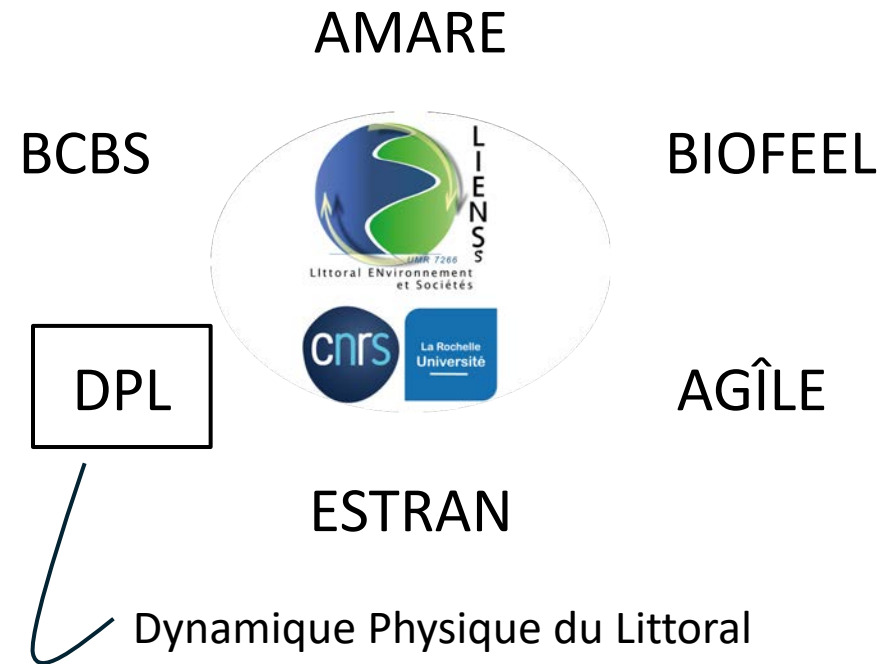 AMARE
BCBS
BIOFEEL
LIENSs
UMR 7266
LIttoral ENvironnement
et Sociétés
cnrs
La Rochelle
Université
DPL
AGÎLE
ESTRAN
Dynamique Physique du Littoral